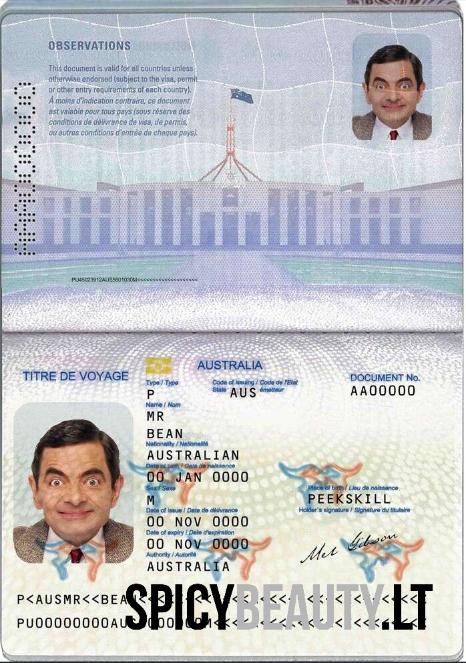 OBSERVATIONS
This document is valid for all countries unless
otherwise endorsed (subject to the visa, permit
or other entry requirements of each country).
À moins d'indication contraire, ce document
est valable pour tous pays (sous réserve des
conditions de délivrance de visa, de permis,
ou autres conditions d'entrée de chaque pays).
TITRE DE VOYAGE
AUSTRALIA
Type / Type
Code of issuing / Code de l'Etat
State
émetteur
DOCUMENT No.
P
AUS
AA00000
Name / Nom
MR
BEAN
Nationality / Nationalité
AUSTRALIAN
Date of birth / Date de naissance
00 JAN 0000
Sex / Sexe
M
Place of birth / Lieu de naissance
PEEKSKILL
Date of issue / Date de délivrance
Holder's signature / Signature du titulaire
00 NOV 0000
Date of expiry / Date d'expiration
00 NOV 0000
Mel Gibson
Authority / Autorité
AUSTRALIA
P<AUSMR<<BEA
SPICYBEAUTY.LT
PU00000000AU